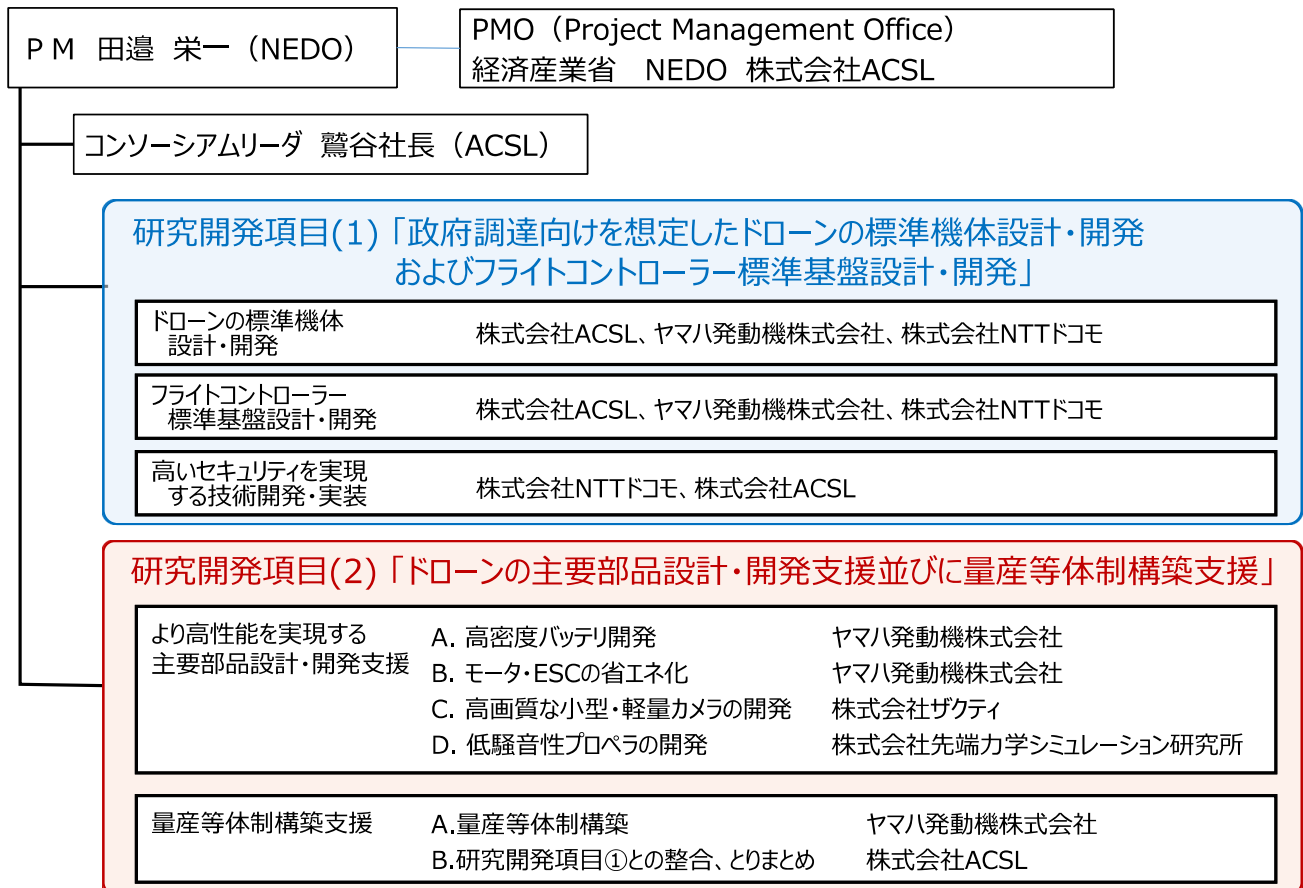 ＰＭ 田邉 栄一（NEDO）
PMO（Project Management Office）
経済産業省　NEDO 株式会社ACSL
コンソーシアムリーダ 鷲谷社長（ACSL）
研究開発項目(1)「政府調達向けを想定したドローンの標準機体設計・開発
およびフライトコントローラー標準基盤設計・開発」
ドローンの標準機体
設計・開発
株式会社ACSL、ヤマハ発動機株式会社、株式会社NTTドコモ
フライトコントローラー
標準基盤設計・開発
株式会社ACSL、ヤマハ発動機株式会社、株式会社NTTドコモ
高いセキュリティを実現
する技術開発・実装
株式会社NTTドコモ、株式会社ACSL
研究開発項目(2)「ドローンの主要部品設計・開発支援並びに量産等体制構築支援」
より高性能を実現する
主要部品設計・開発支援
A. 高密度バッテリ開発　ヤマハ発動機株式会社
B. モータ・ESCの省エネ化　ヤマハ発動機株式会社
C. 高画質な小型・軽量カメラの開発　株式会社ザクティ
D. 低騒音性プロペラの開発　株式会社先端力学シミュレーション研究所
量産等体制構築支援
A.量産等体制構築　ヤマハ発動機株式会社
B.研究開発項目①との整合、とりまとめ　株式会社ACSL